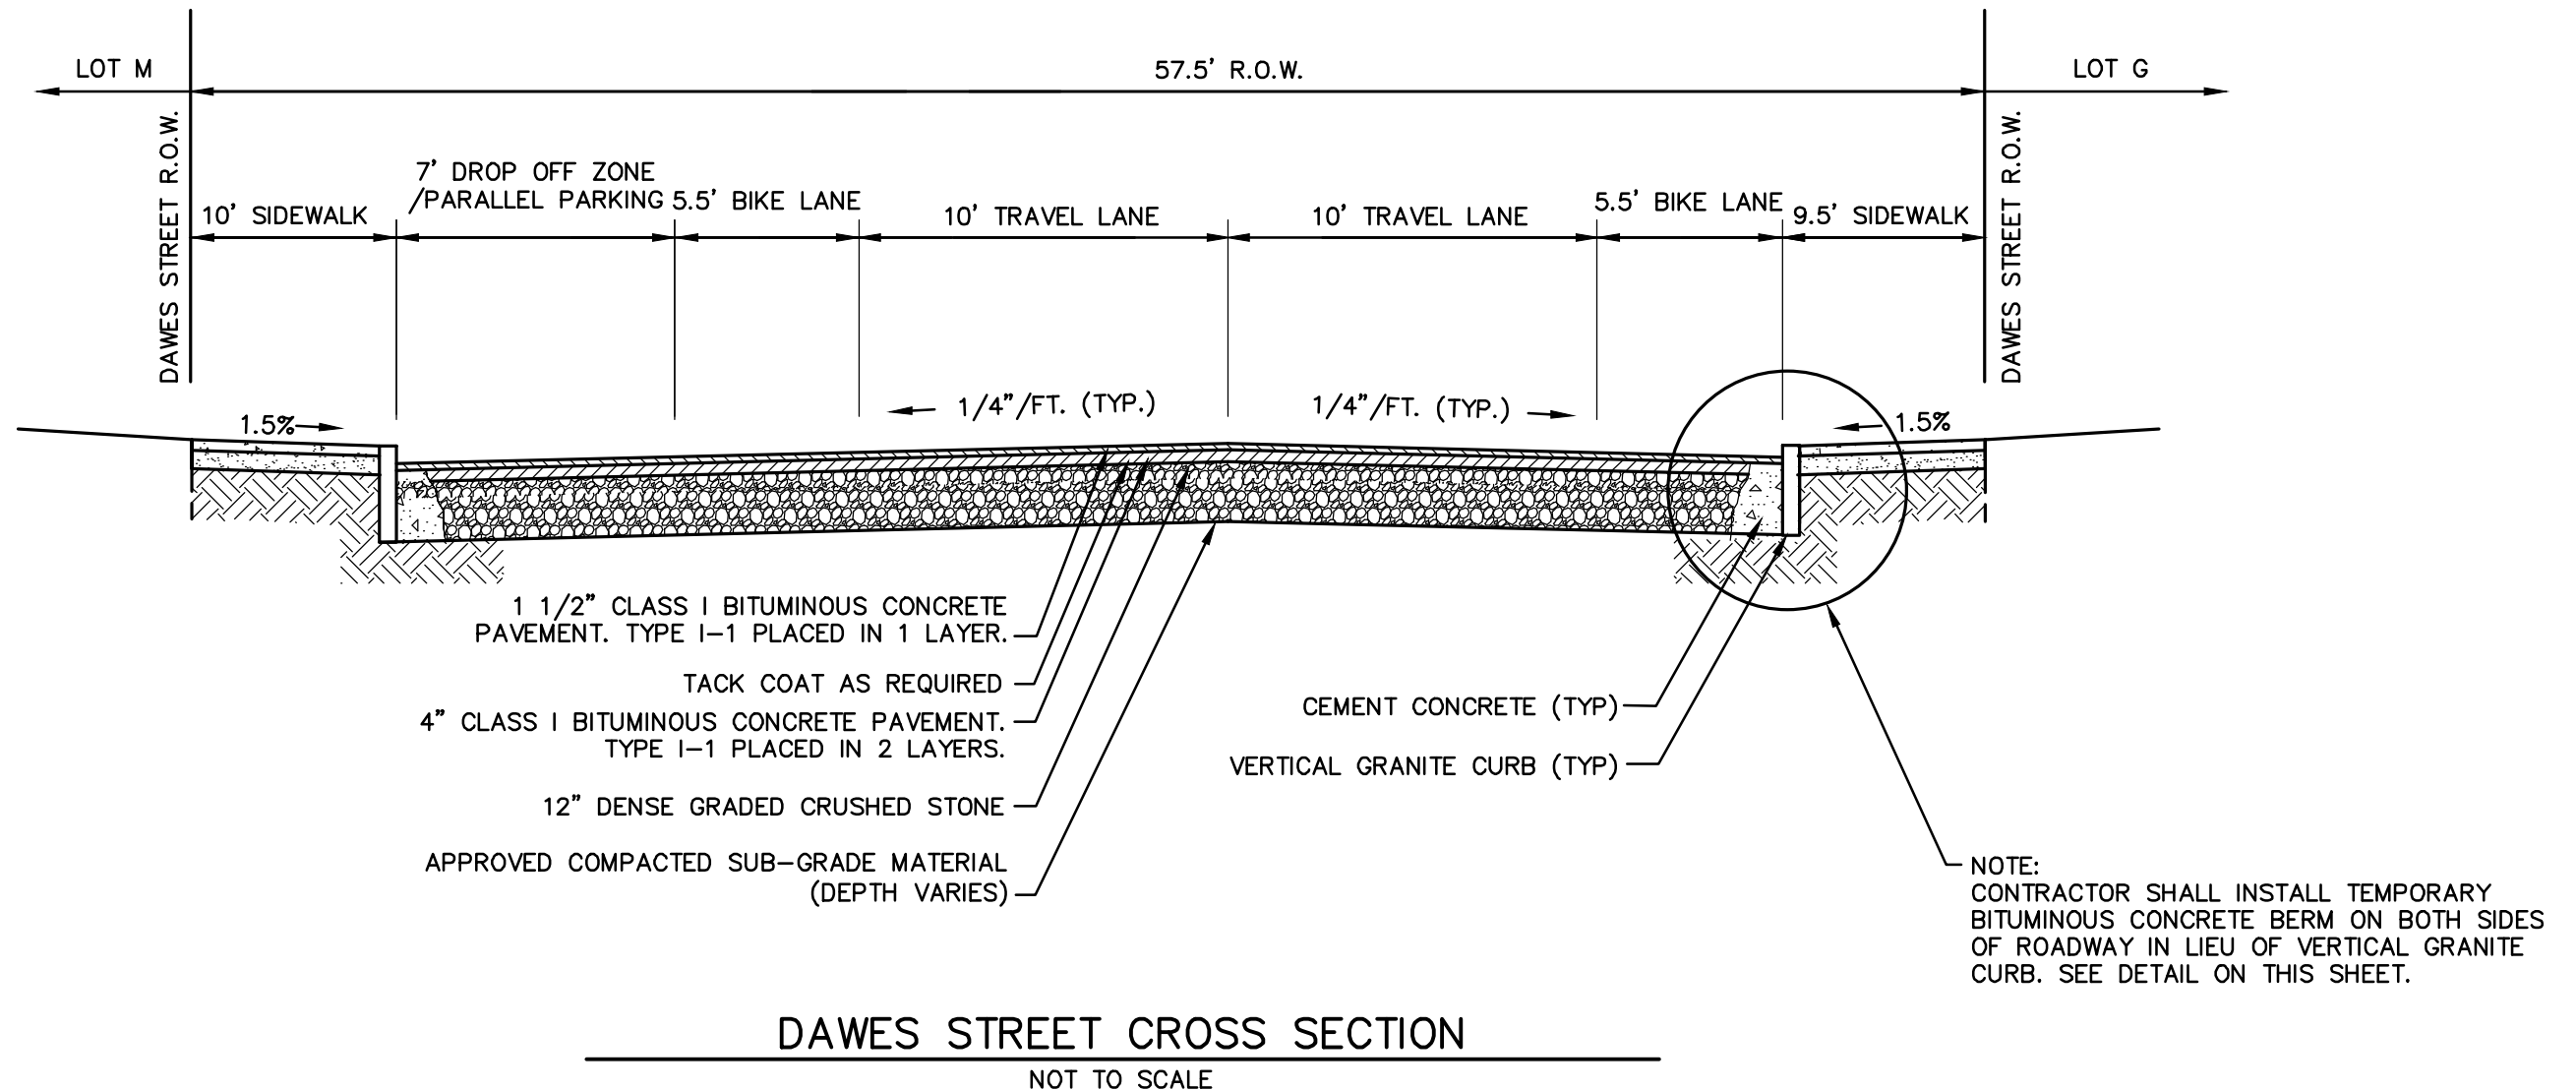 LOT M
57.5' R.O.W.
LOT G
DAWES STREET R.O.W.
DAWES STREET R.O.W.
7' DROP OFF ZONE
/PARALLEL PARKING
5.5' BIKE LANE
10' SIDEWALK
10' TRAVEL LANE
10' TRAVEL LANE
5.5' BIKE LANE
9.5' SIDEWALK
1.5%
1/4"/FT. (TYP.)
1/4"/FT. (TYP.)
1.5%
1 1/2" CLASS I BITUMINOUS CONCRETE
PAVEMENT. TYPE I-1 PLACED IN 1 LAYER.
TACK COAT AS REQUIRED
4" CLASS I BITUMINOUS CONCRETE PAVEMENT.
TYPE I-1 PLACED IN 2 LAYERS.
12" DENSE GRADED CRUSHED STONE
APPROVED COMPACTED SUB-GRADE MATERIAL
(DEPTH VARIES)
CEMENT CONCRETE (TYP)
VERTICAL GRANITE CURB (TYP)
NOTE:
CONTRACTOR SHALL INSTALL TEMPORARY
BITUMINOUS CONCRETE BERM ON BOTH SIDES
OF ROADWAY IN LIEU OF VERTICAL GRANITE
CURB. SEE DETAIL ON THIS SHEET.
DAWES STREET CROSS SECTION
NOT TO SCALE